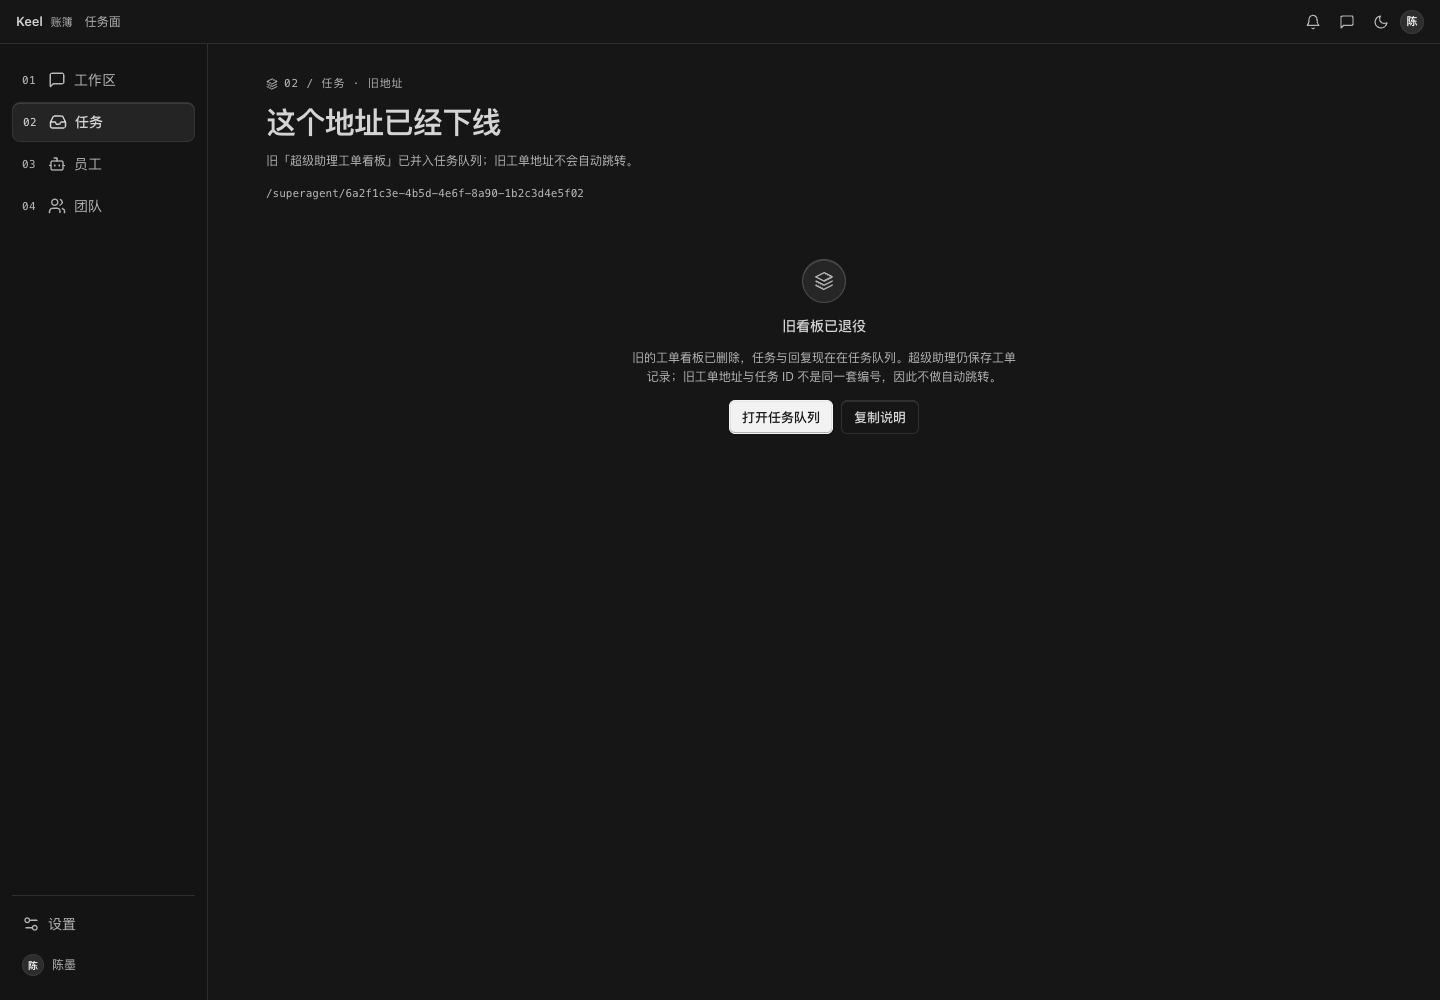 Keel 账簿 任务面
陈
01 工作区
02 任务
03 员工
04 团队
02 / 任务 · 旧地址
这个地址已经下线
旧「超级助理工单看板」已并入任务队列；旧工单地址不会自动跳转。
/superagent/6a2f1c3e-4b5d-4e6f-8a90-1b2c3d4e5f02
旧看板已退役
旧的工单看板已删除，任务与回复现在在任务队列。超级助理仍保存工单
记录；旧工单地址与任务 ID 不是同一套编号，因此不做自动跳转。
打开任务队列 复制说明
设置
陈 陈墨